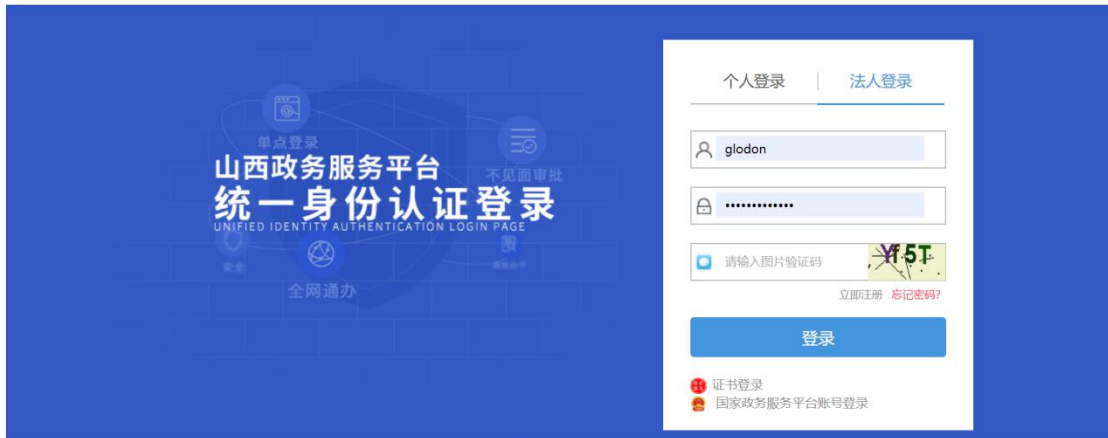 单点登录
不见面审批
山西政务服务平台
统一身份认证登录
UNIFIED IDENTITY AUTHENTICATION LOGIN PAGE
安全
全网通办
个人登录
法人登录
glodon
请输入图片验证码 Yf5T
立即注册 忘记密码?
登录
证书登录
国家政务服务平台账号登录